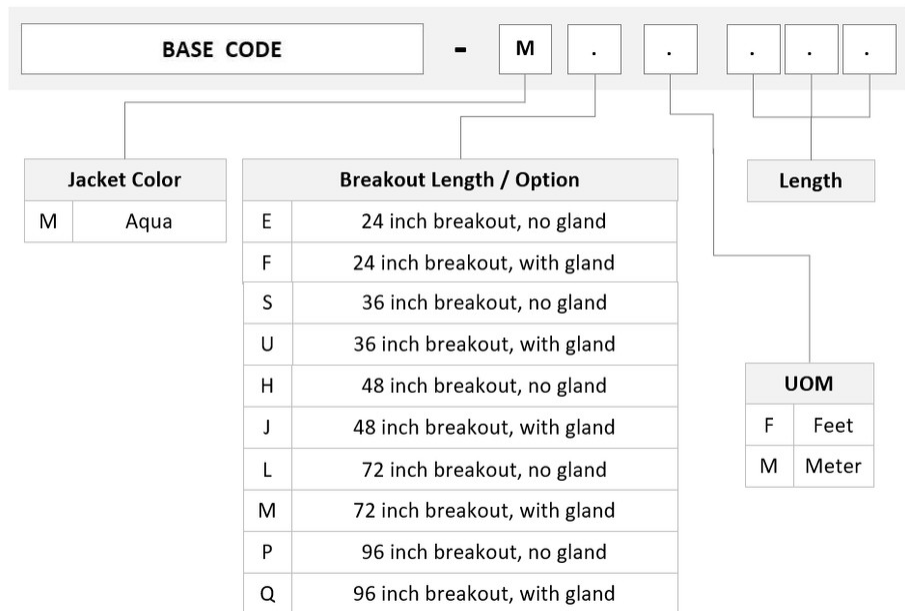 BASE CODE - M . . . . .
Jacket Color
M Aqua
Breakout Length / Option
E 24 inch breakout, no gland
F 24 inch breakout, with gland
S 36 inch breakout, no gland
U 36 inch breakout, with gland
H 48 inch breakout, no gland
J 48 inch breakout, with gland
L 72 inch breakout, no gland
M 72 inch breakout, with gland
P 96 inch breakout, no gland
Q 96 inch breakout, with gland
Length
UOM
F Feet
M Meter